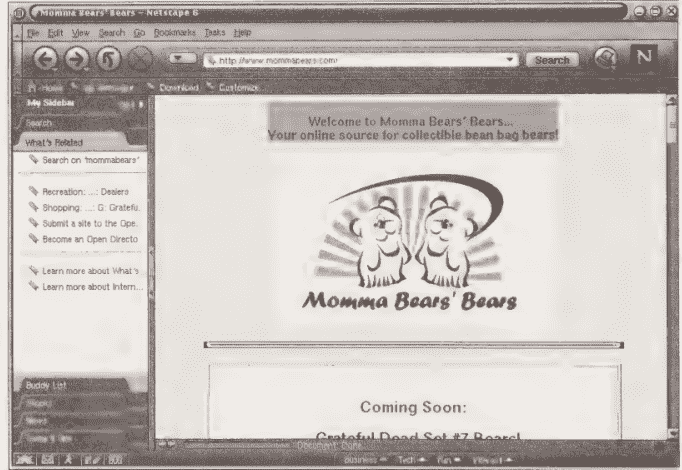 Momma Bears' Bears - Netscape 6
File Edit View Search Go Bookmarks Tasks Help
http://www.mommabears.com/ Search N
Home Download Customize
My Sidebar
Search
What's Related
Search on "mommabears"
Recreation: ...: Dealers
Shopping: ...: G: Gratefu...
Submit a site to the Ope...
Become an Open Directo
Learn more about What's
Learn more about Intern...
Buddy List
Welcome to Momma Bears' Bears...
Your online source for collectible bean bag bears!
Momma Bears' Bears
Coming Soon:
Grateful Dead Set #7 Bears!
Document: Done
Business Tech Fun Interact